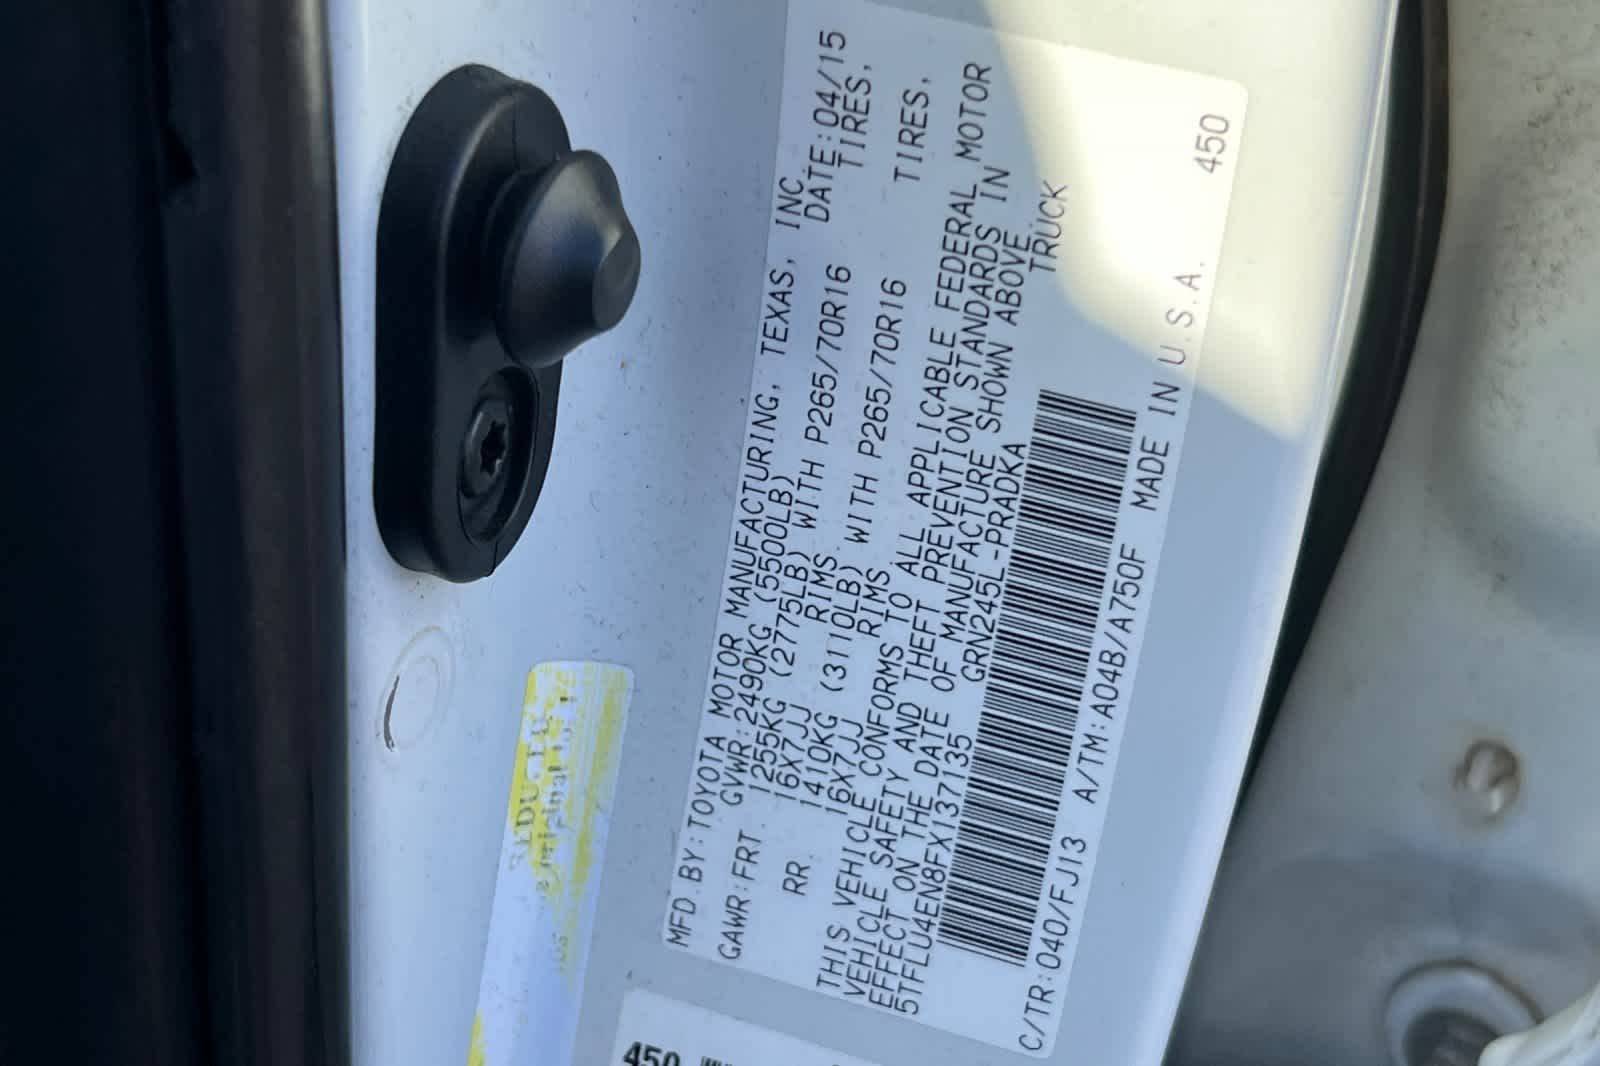 MFD. BY: TOYOTA MOTOR MANUFACTURING, TEXAS, INC.
GVWR: 2490KG (5500LB) DATE: 04/15
GAWR: FRT. 1255KG (2775LB) WITH P265/70R16 TIRES,
16X7JJ RIMS.
RR. 1410KG (3110LB) WITH P265/70R16 TIRES,
16X7JJ RIMS
THIS VEHICLE CONFORMS TO ALL APPLICABLE FEDERAL MOTOR
VEHICLE SAFETY AND THEFT PREVENTION STANDARDS IN
EFFECT ON THE DATE OF MANUFACTURE SHOWN ABOVE.
5TFLU4EN8FX137135 GRN245L-PRADKA TRUCK
C/TR: 040/FJ13 A/TM: A04B/A750F MADE IN U.S.A. 450
original
450